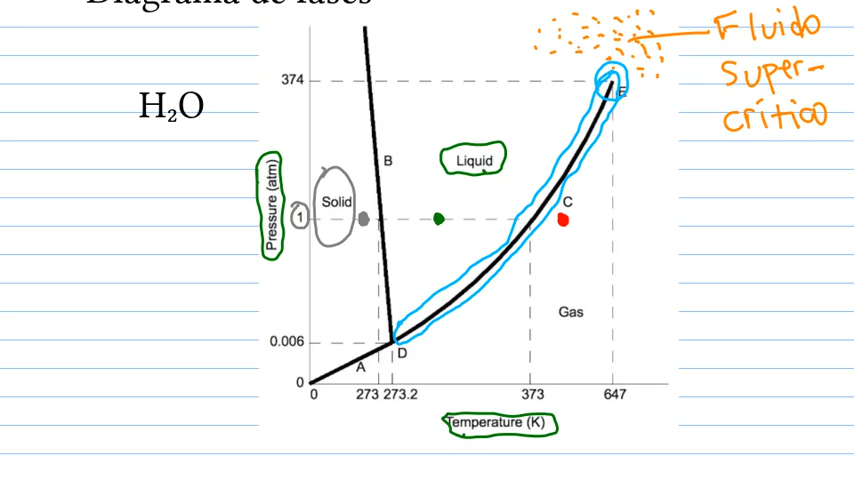 Diagrama de fases
Fluido
super-
crítico
H₂O
374
E
B
Liquid
Solid
C
1
Pressure (atm)
Gas
0.006
D
A
0
0
273
273.2
373
647
Temperature (K)